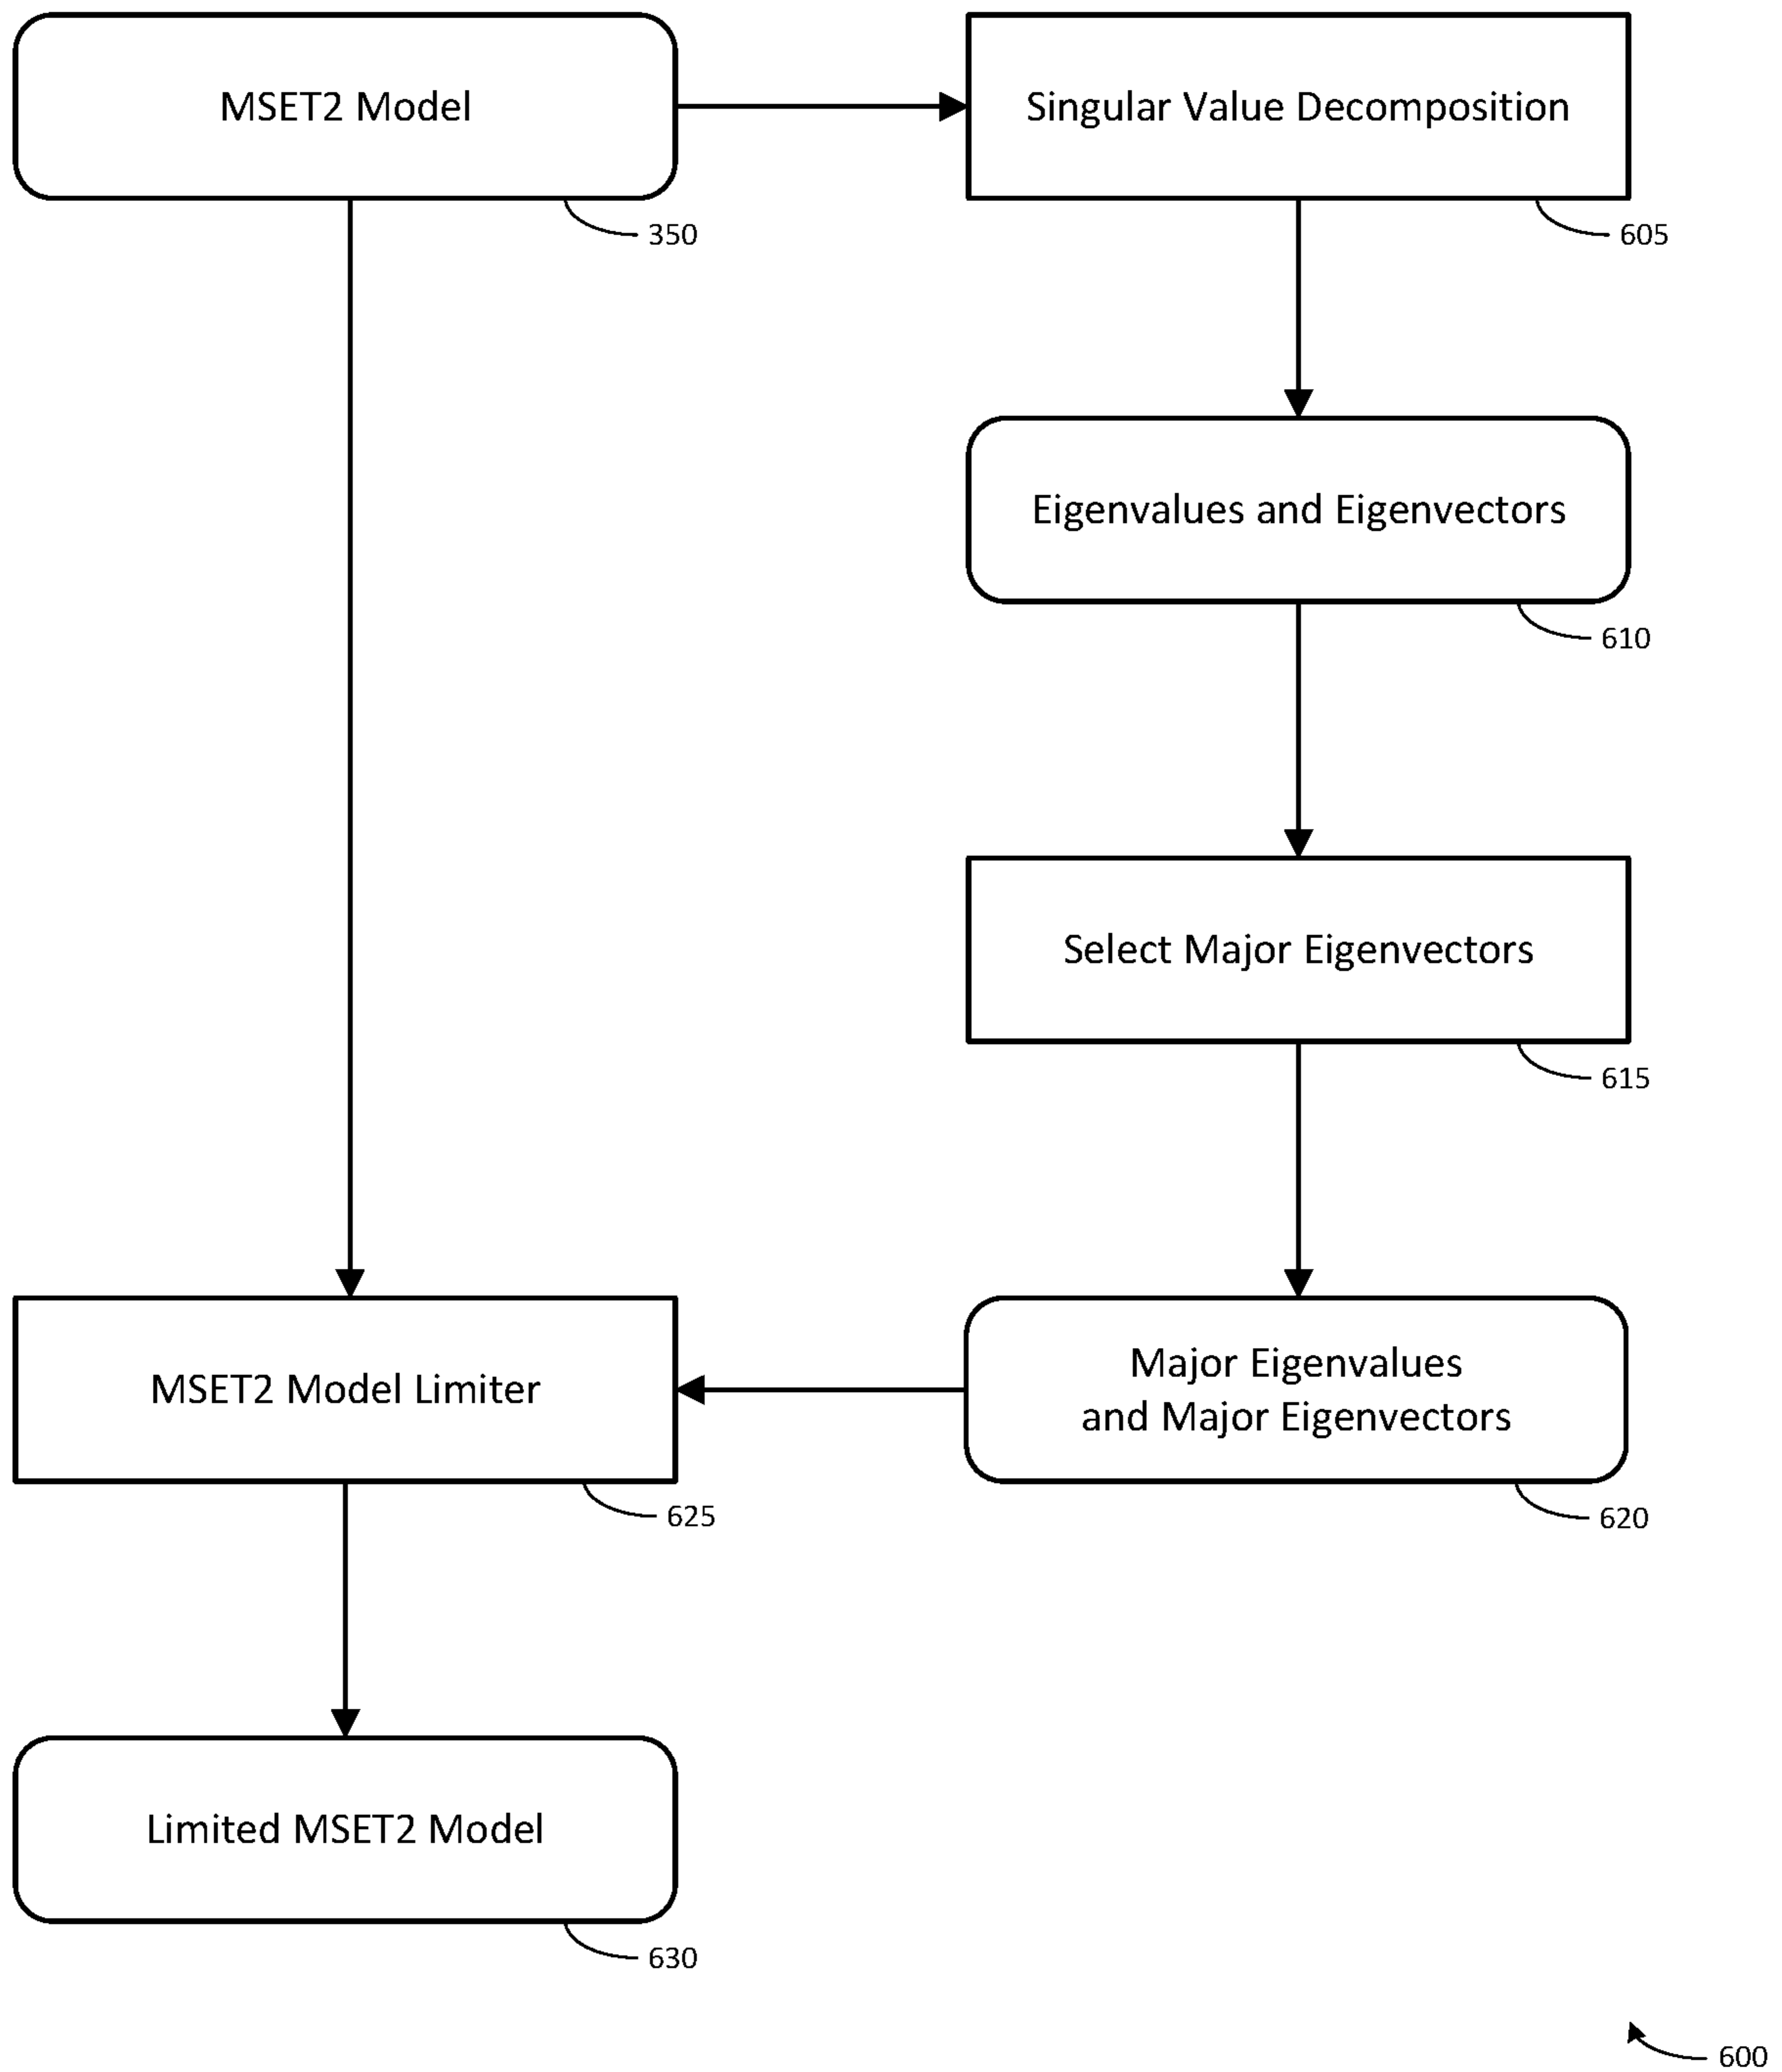 MSET2 Model
350
Singular Value Decomposition
605
Eigenvalues and Eigenvectors
610
Select Major Eigenvectors
615
Major Eigenvalues
and Major Eigenvectors
620
MSET2 Model Limiter
625
Limited MSET2 Model
630
600